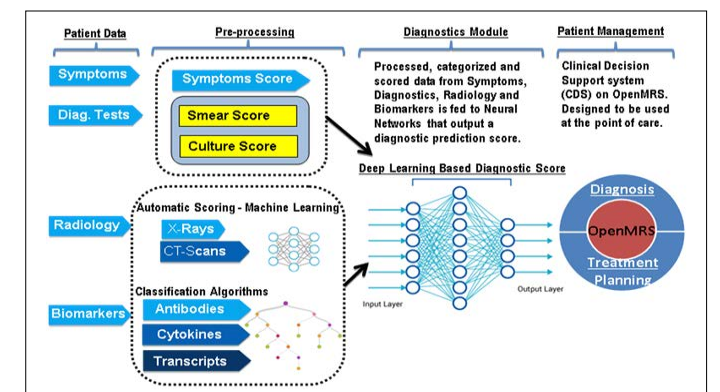 Patient Data
Pre-processing
Diagnostics Module
Patient Management
Symptoms
Diag. Tests
Radiology
Biomarkers
Symptoms Score
Smear Score
Culture Score
Automatic Scoring - Machine Learning
X-Rays
CT-Scans
Classification Algorithms
Antibodies
Cytokines
Transcripts
Processed, categorized and
scored data from Symptoms,
Diagnostics, Radiology and
Biomarkers is fed to Neural
Networks that output a
diagnostic prediction score.
Deep Learning Based Diagnostic Score
Input Layer
Output Layer
Clinical Decision
Support system
(CDS) on OpenMRS.
Designed to be used
at the point of care.
Diagnosis
OpenMRS
Treatment
Planning